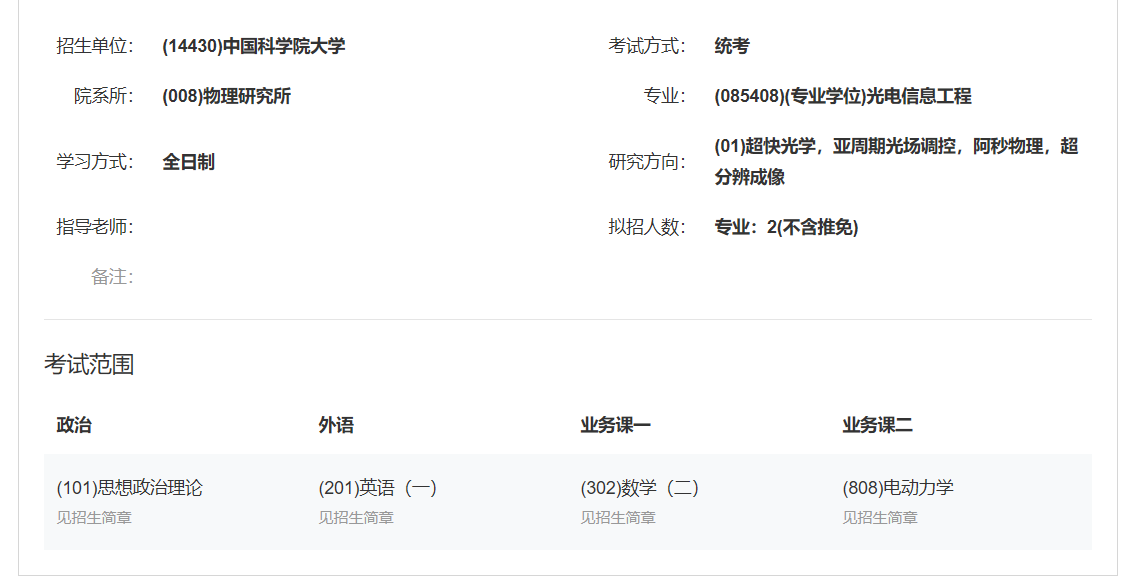 招生单位： (14430)中国科学院大学 考试方式： 统考
院系所： (008)物理研究所 专业： (085408)(专业学位)光电信息工程
学习方式： 全日制 研究方向： (01)超快光学，亚周期光场调控，阿秒物理，超
分辨成像
指导老师： 拟招人数： 专业：2(不含推免)
备注：
考试范围
政治 外语 业务课一 业务课二
(101)思想政治理论 (201)英语（一） (302)数学（二） (808)电动力学
见招生简章 见招生简章 见招生简章 见招生简章